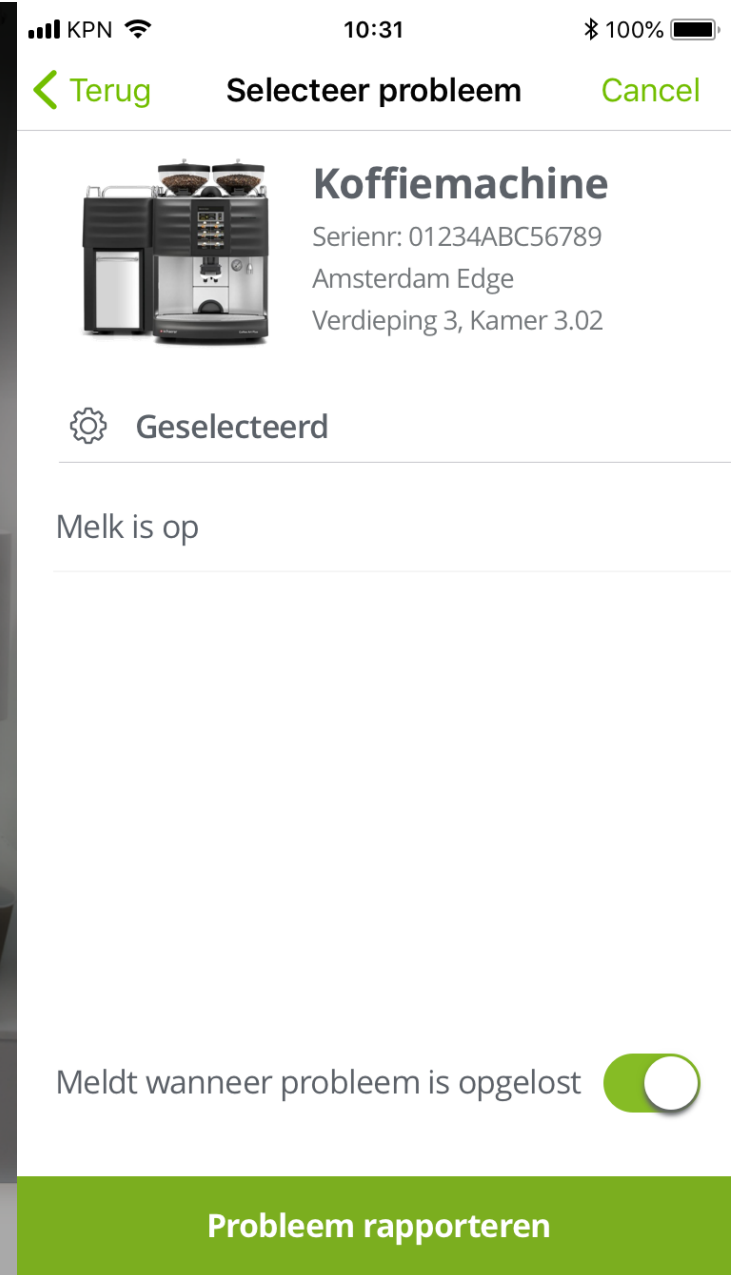 KPN 10:31 100%
Terug Selecteer probleem Cancel
Koffiemachine
Serienr: 01234ABC56789
Amsterdam Edge
Verdieping 3, Kamer 3.02
Geselecteerd
Melk is op
Meldt wanneer probleem is opgelost
Probleem rapporteren